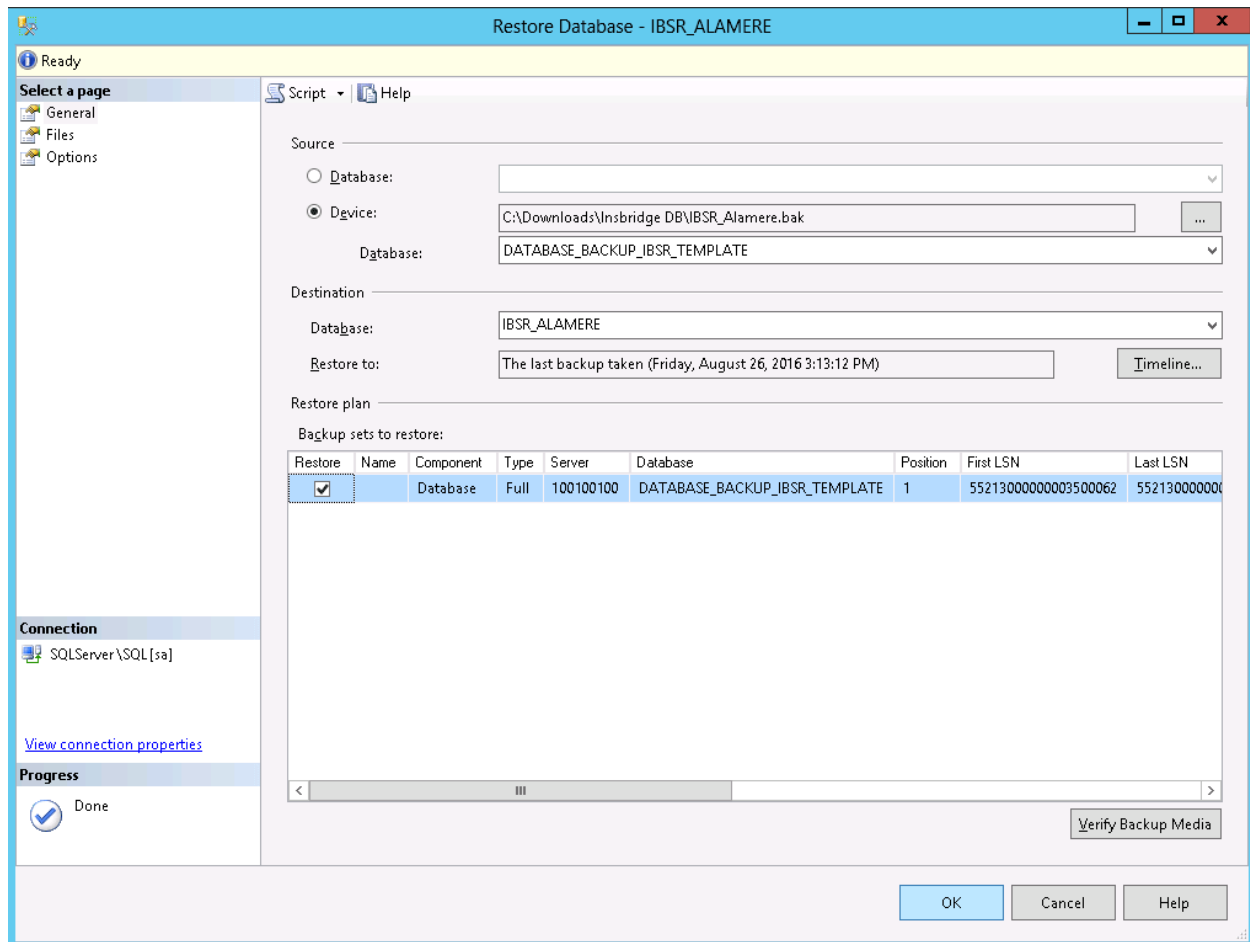 Restore Database - IBSR_ALAMERE
Ready
Select a page
General
Files
Options
Script
Help
Source
Database:
Device:
C:\Downloads\Insbridge DB\IBSR_Alamere.bak
...
Database:
DATABASE_BACKUP_IBSR_TEMPLATE
Destination
Database:
IBSR_ALAMERE
Restore to:
The last backup taken (Friday, August 26, 2016 3:13:12 PM)
Timeline...
Restore plan
Backup sets to restore:
Restore Name Component Type Server Database Position First LSN Last LSN
Database Full 100100100 DATABASE_BACKUP_IBSR_TEMPLATE 1 55213000000003500062 552130000000
Connection
SQLServer\SQL[sa]
View connection properties
Progress
Done
Verify Backup Media
OK
Cancel
Help